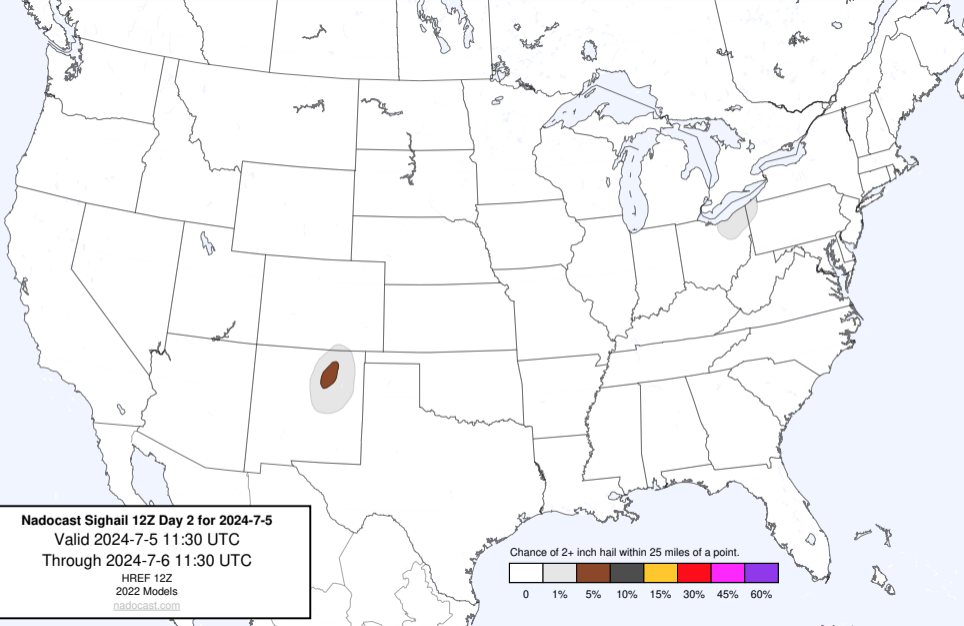 Nadocast Sighail 12Z Day 2 for 2024-7-5
Valid 2024-7-5 11:30 UTC
Through 2024-7-6 11:30 UTC
HREF 12Z
2022 Models
nadocast.com
Chance of 2+ inch hail within 25 miles of a point.
0 1% 5% 10% 15% 30% 45% 60%